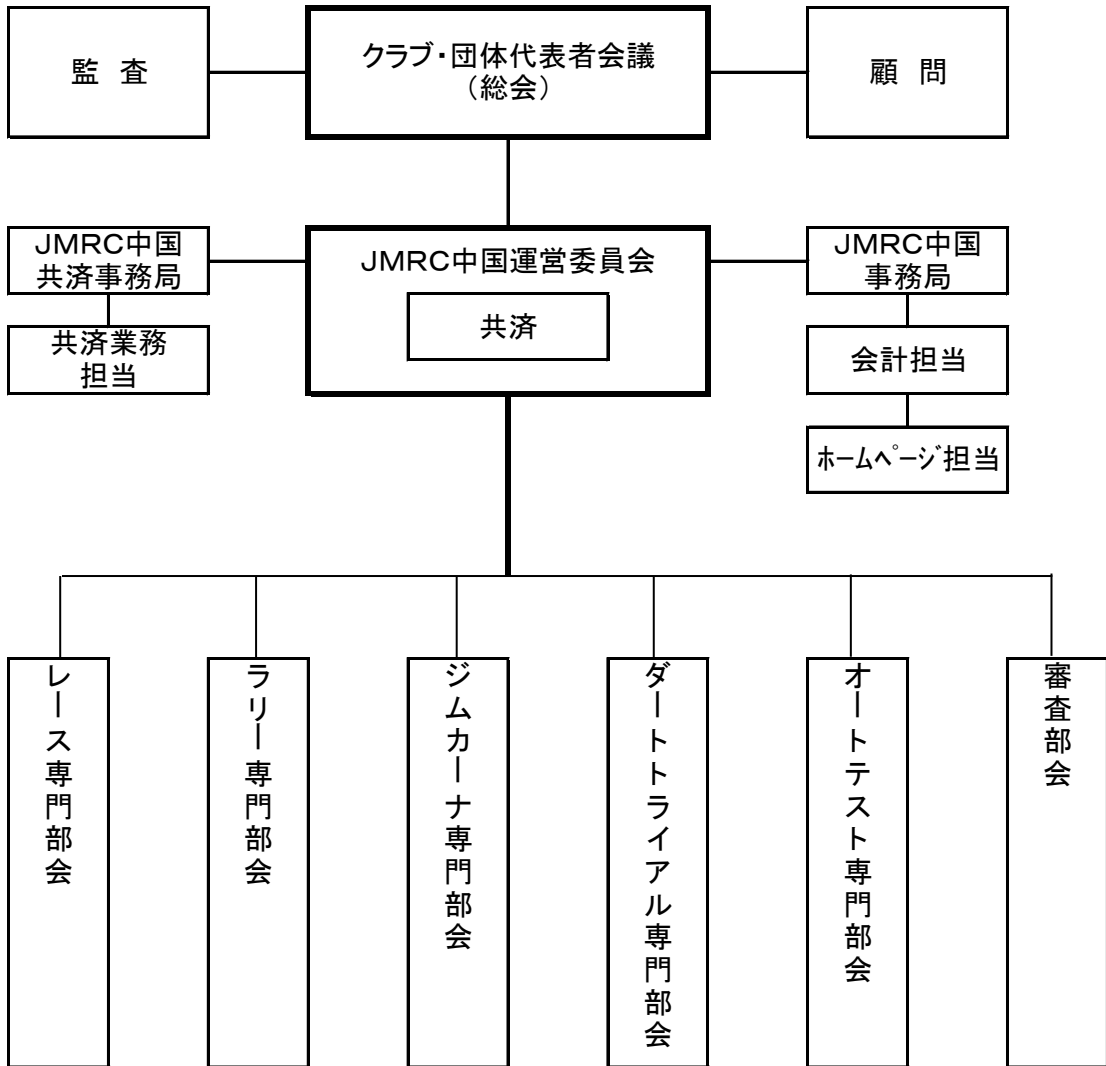 監 査
クラブ・団体代表者会議
(総会)
顧 問
JMRC中国
共済事務局
JMRC中国運営委員会
JMRC中国
事務局
共済
共済業務
担当
会計担当
ホームページ担当
レース専門部会
ラリー専門部会
ジムカーナ専門部会
ダートトライアル専門部会
オートテスト専門部会
審査部会